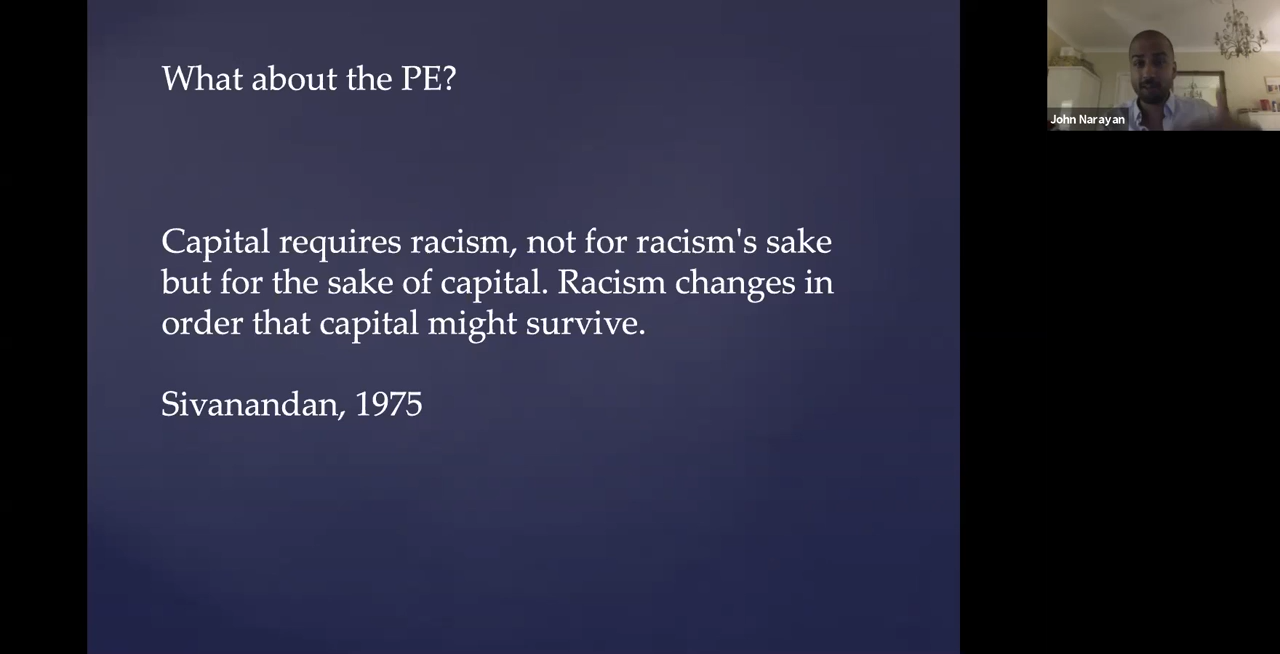 What about the PE?
Capital requires racism, not for racism's sake
but for the sake of capital. Racism changes in
order that capital might survive.
Sivanandan, 1975
John Narayan